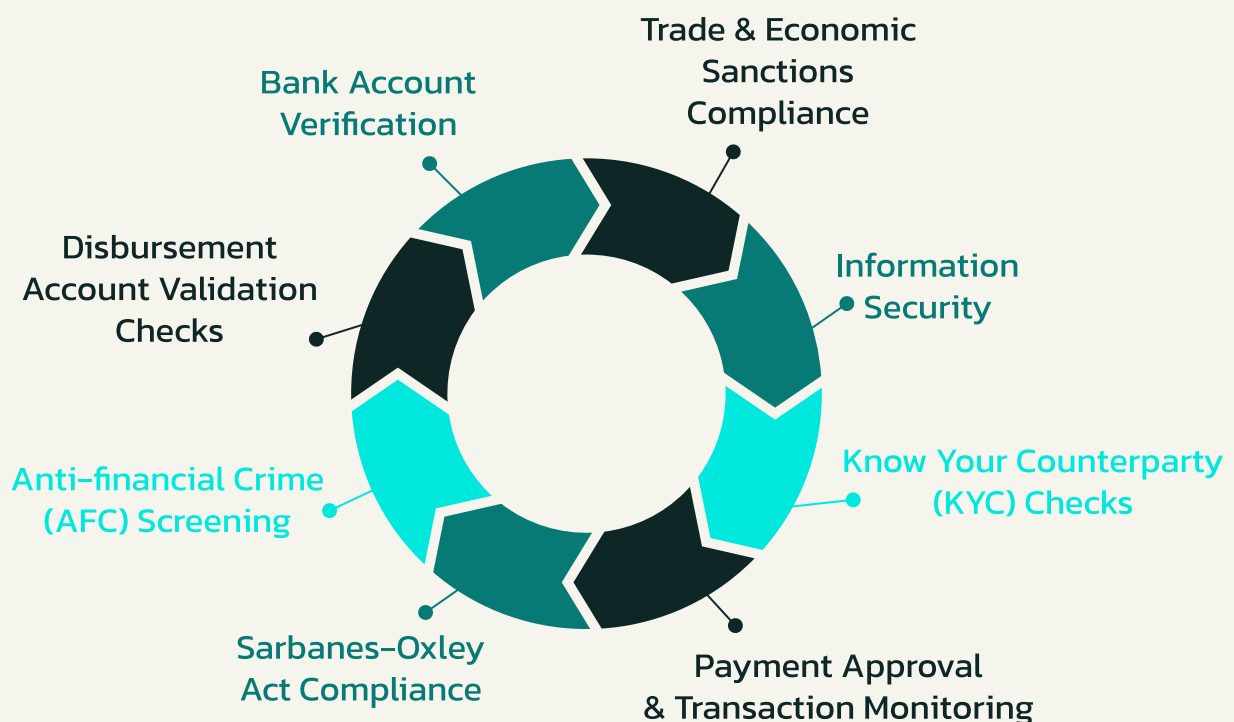 Trade & Economic
Sanctions
Compliance
Bank Account
Verification
Information
Security
Disbursement
Account Validation
Checks
Know Your Counterparty
(KYC) Checks
Anti-financial Crime
(AFC) Screening
Sarbanes-Oxley
Act Compliance
Payment Approval
& Transaction Monitoring